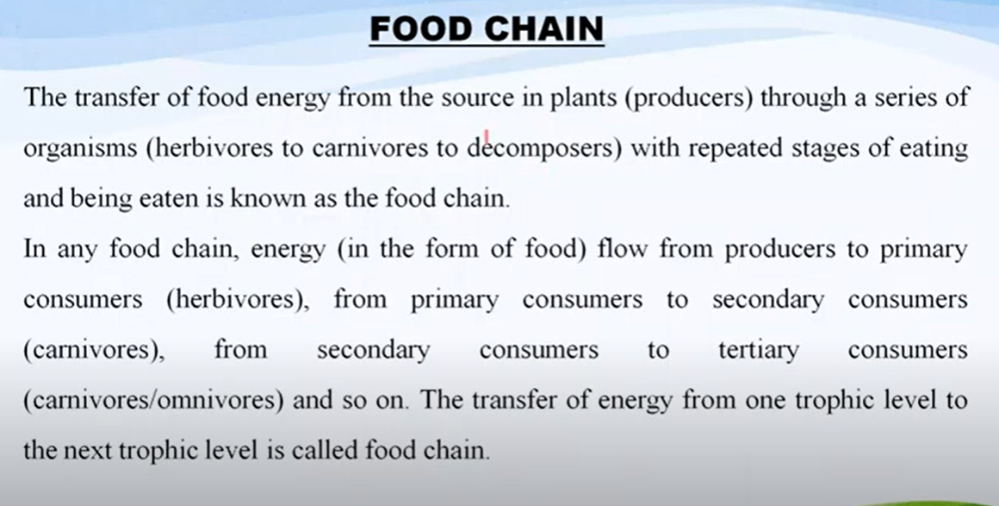 FOOD CHAIN
The transfer of food energy from the source in plants (producers) through a series of
organisms (herbivores to carnivores to decomposers) with repeated stages of eating
and being eaten is known as the food chain.
In any food chain, energy (in the form of food) flow from producers to primary
consumers (herbivores), from primary consumers to secondary consumers
(carnivores), from secondary consumers to tertiary consumers
(carnivores/omnivores) and so on. The transfer of energy from one trophic level to
the next trophic level is called food chain.